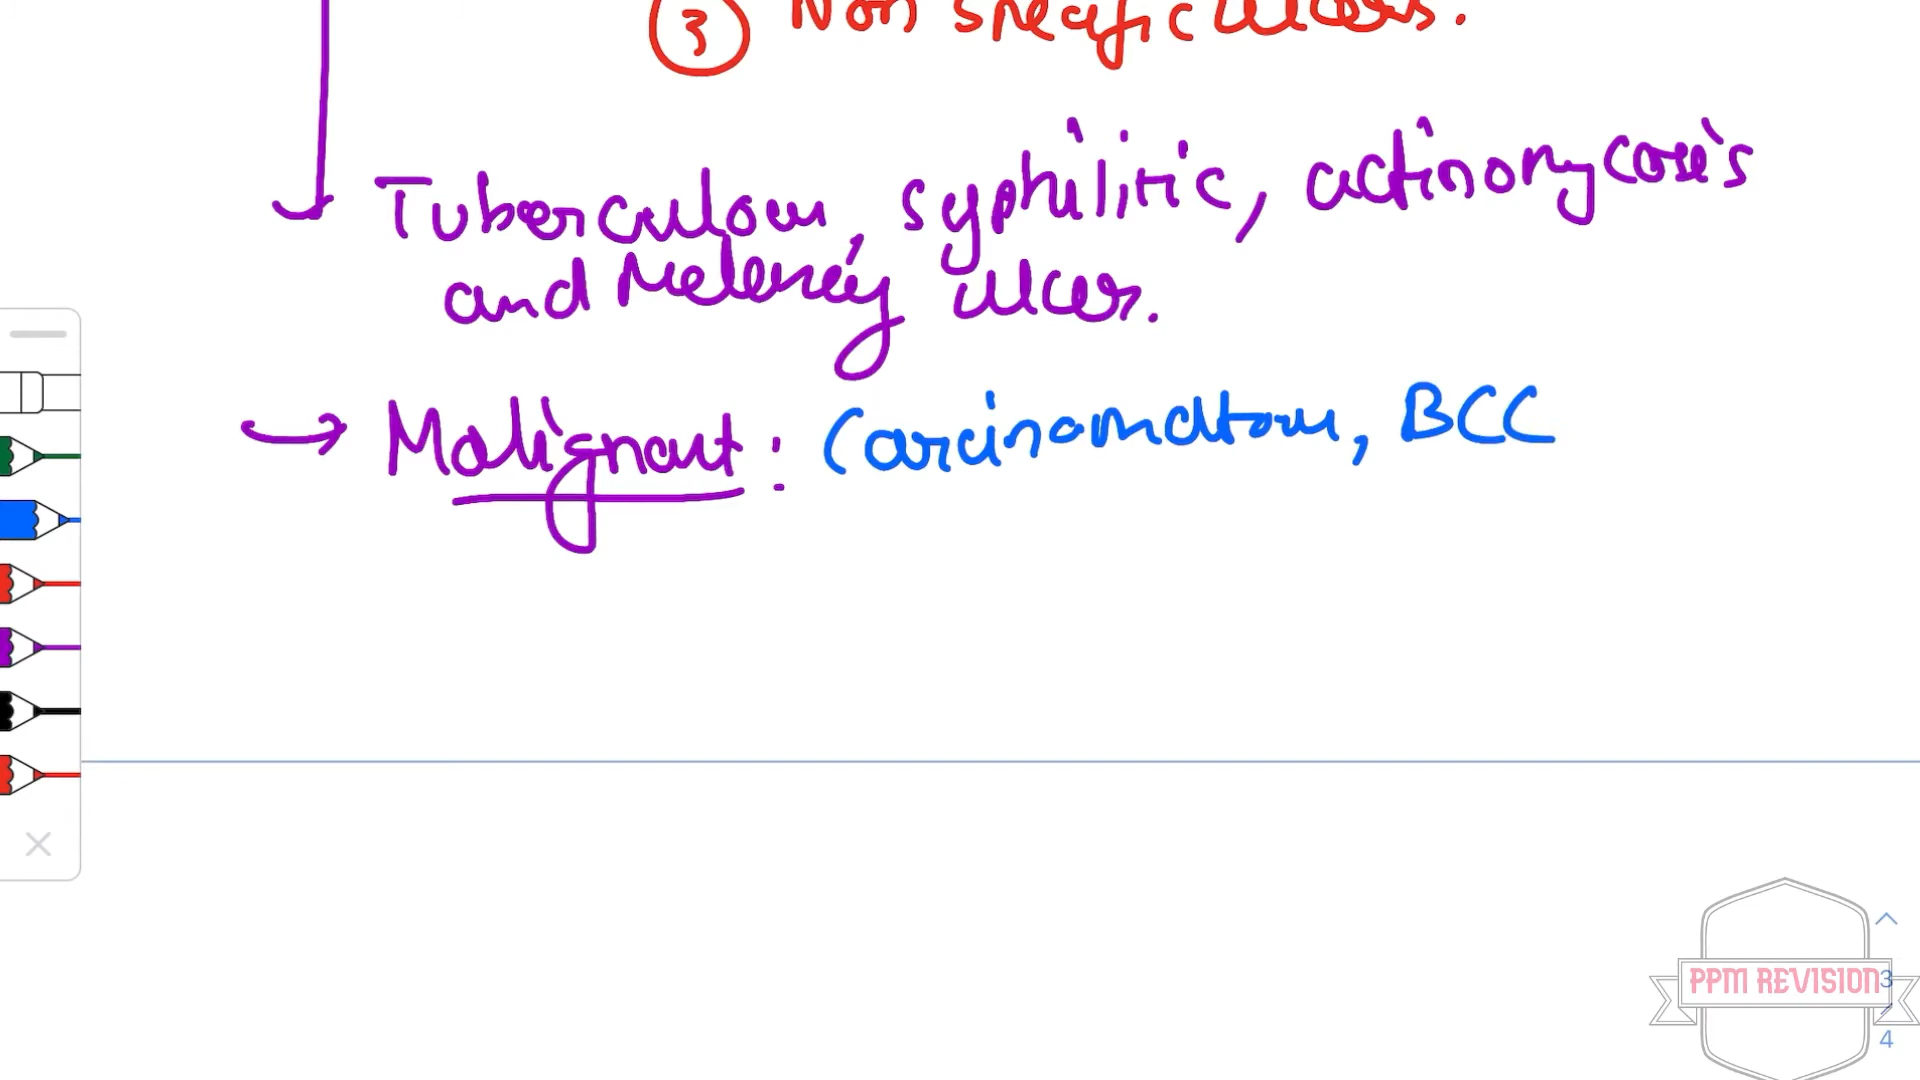 3 Non specific ulcers.
Tuberculous, syphilitic, actinomycosis
and Meleney ulcer.
→ Malignant: Carcinomatous, BCC
PPM REVISION
3
4